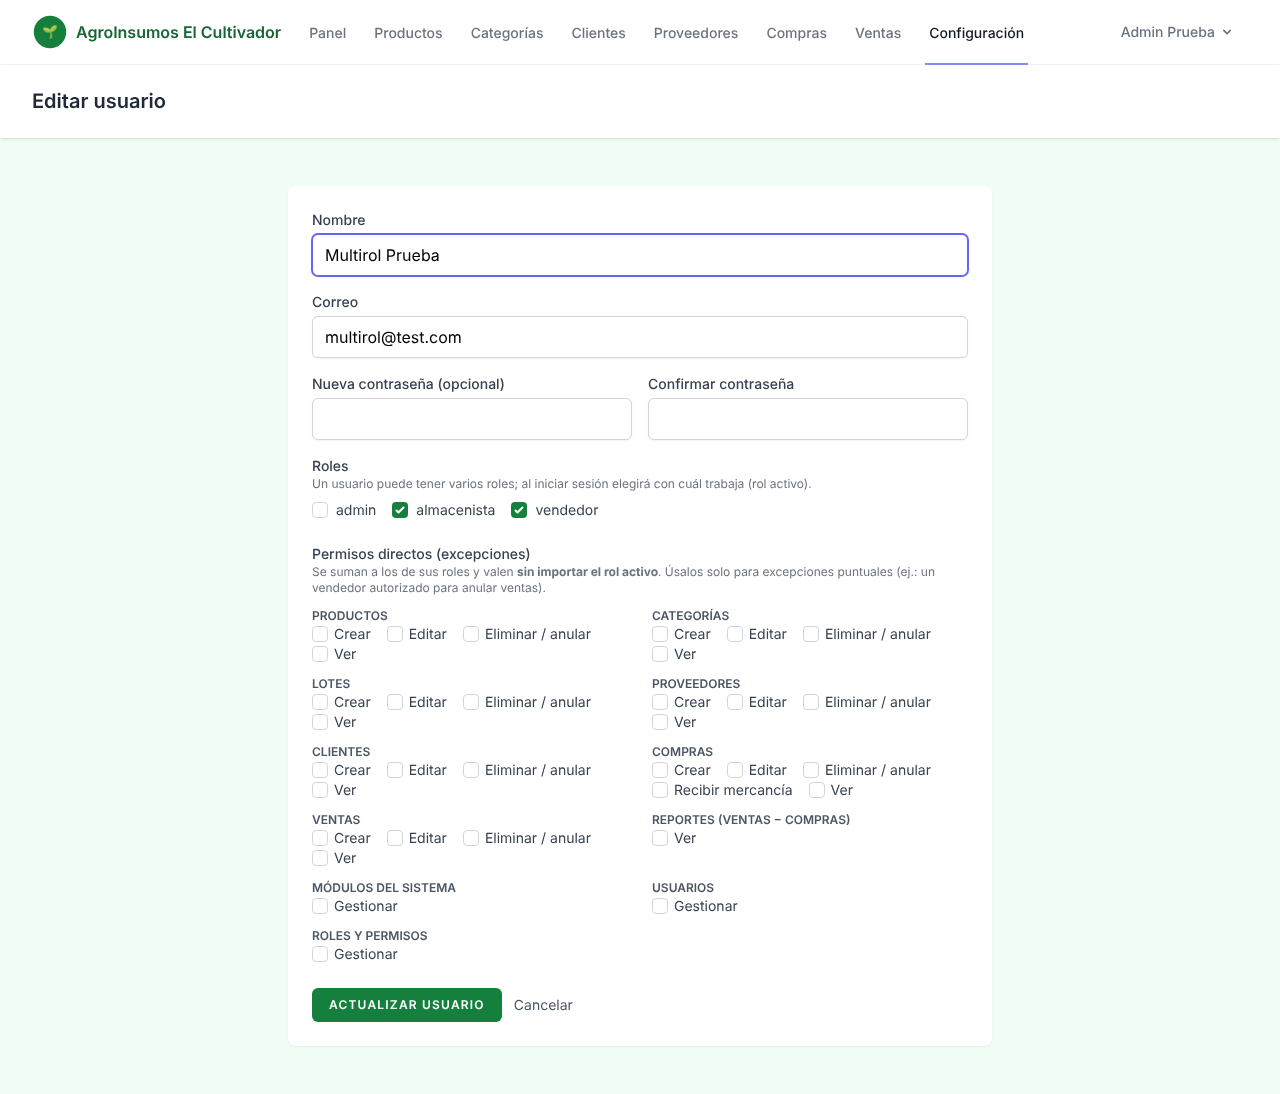 AgroInsumos El Cultivador Panel Productos Categorías Clientes Proveedores Compras Ventas Configuración Admin Prueba
Editar usuario
Nombre
Multirol Prueba
Correo
multirol@test.com
Nueva contraseña (opcional) Confirmar contraseña
Roles
Un usuario puede tener varios roles; al iniciar sesión elegirá con cuál trabaja (rol activo).
admin almacenista vendedor
Permisos directos (excepciones)
Se suman a los de sus roles y valen sin importar el rol activo. Úsalos solo para excepciones puntuales (ej.: un
vendedor autorizado para anular ventas).
PRODUCTOS CATEGORÍAS
Crear Editar Eliminar / anular Crear Editar Eliminar / anular
Ver Ver
LOTES PROVEEDORES
Crear Editar Eliminar / anular Crear Editar Eliminar / anular
Ver Ver
CLIENTES COMPRAS
Crear Editar Eliminar / anular Crear Editar Eliminar / anular
Ver Recibir mercancía Ver
VENTAS REPORTES (VENTAS − COMPRAS)
Crear Editar Eliminar / anular Ver
Ver
MÓDULOS DEL SISTEMA USUARIOS
Gestionar Gestionar
ROLES Y PERMISOS
Gestionar
ACTUALIZAR USUARIO Cancelar